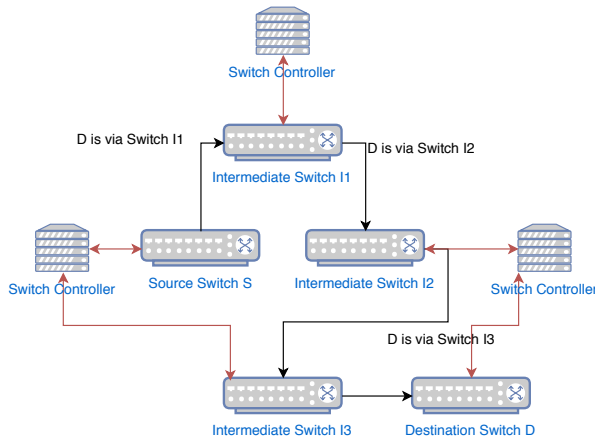 Switch Controller
D is via Switch I1
D is via Switch I2
Intermediate Switch I1
Switch Controller
Source Switch S
Intermediate Switch I2
Switch Controller
D is via Switch I3
Intermediate Switch I3
Destination Switch D